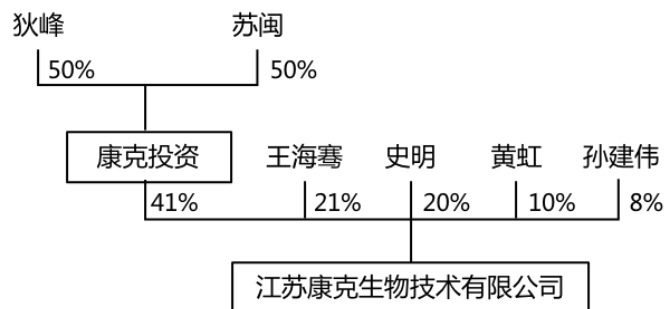 狄峰 苏闽
50% 50%
康克投资 王海骞 史明 黄虹 孙建伟
41% 21% 20% 10% 8%
江苏康克生物技术有限公司